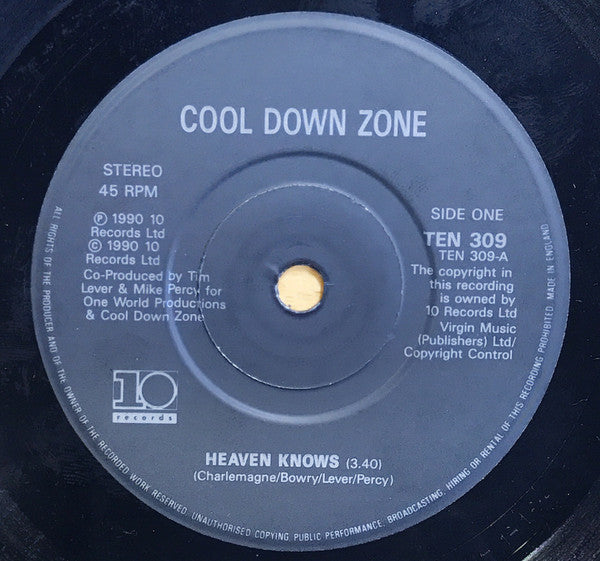 COOL DOWN ZONE
STEREO
45 RPM
℗ 1990 10
Records Ltd
© 1990 10
Records Ltd
Co-Produced by Tim
Lever & Mike Percy for
One World Productions
& Cool Down Zone
SIDE ONE
TEN 309
TEN 309-A
The copyright in
this recording
is owned by
10 Records Ltd
Virgin Music
(Publishers) Ltd/
Copyright Control
10
records
HEAVEN KNOWS (3.40)
(Charlemagne/Bowry/Lever/Percy)
ALL RIGHTS OF THE PRODUCER AND OF THE OWNER OF THE RECORDED WORK RESERVED. UNAUTHORISED COPYING, PUBLIC PERFORMANCE, BROADCASTING, HIRING OR RENTAL OF THIS RECORDING PROHIBITED. MADE IN ENGLAND